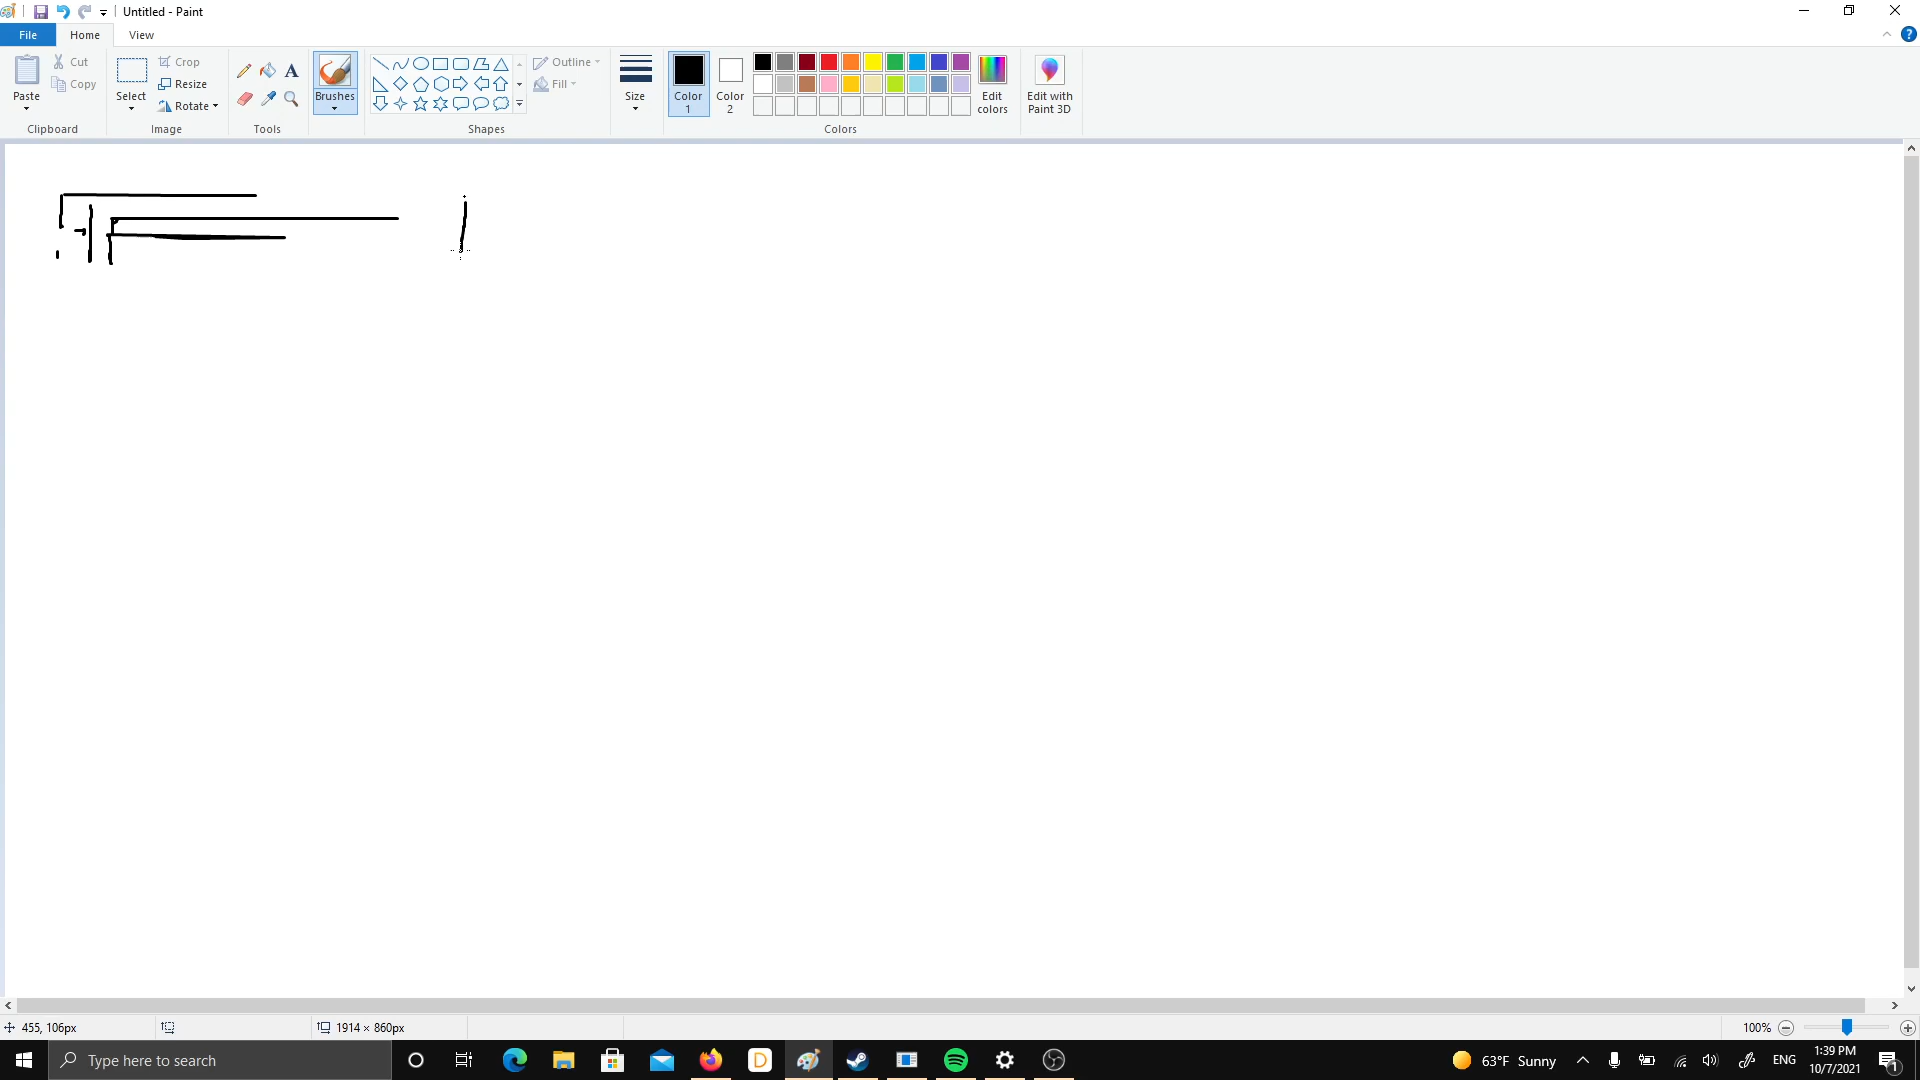 Untitled - Paint
File Home View
Paste Cut Copy Select Crop Resize Rotate A Brushes Outline Fill Size Color 1 Color 2 Edit colors Edit with Paint 3D
Clipboard Image Tools Shapes Colors
455, 106px 1914 × 860px 100%
Type here to search D 63°F Sunny ENG 1:39 PM 10/7/2021 1